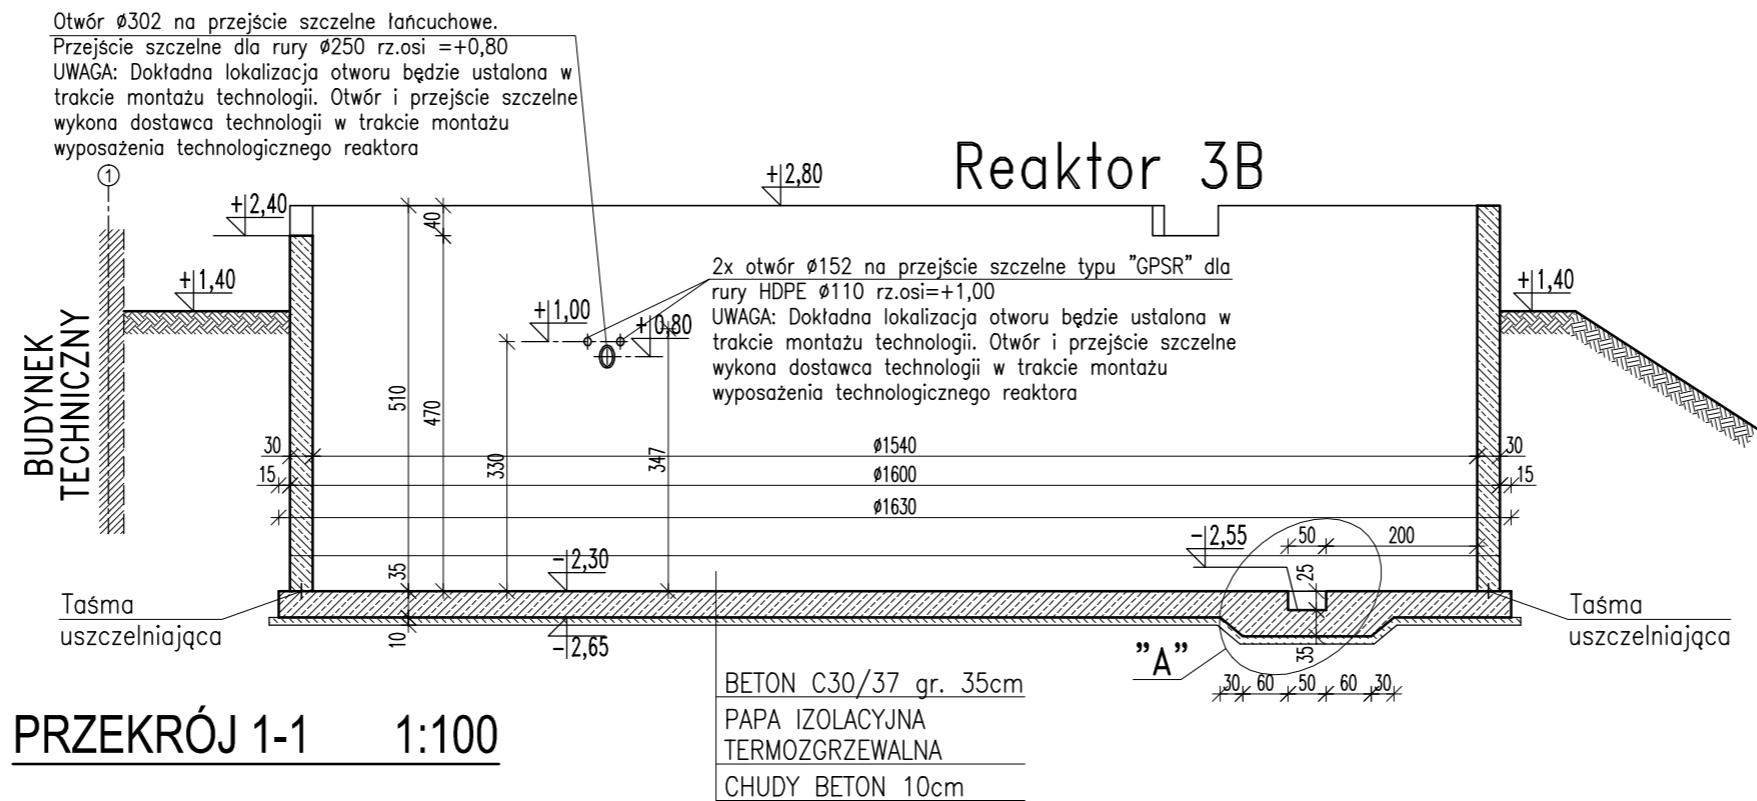 Otwór ø302 na przejście szczelne łańcuchowe.
Przejście szczelne dla rury ø250 rz.osi =+0,80
UWAGA: Dokładna lokalizacja otworu będzie ustalona w
trakcie montażu technologii. Otwór i przejście szczelne
wykona dostawca technologii w trakcie montażu
wyposażenia technologicznego reaktora
1
Reaktor 3B
+2,80
+2,40
40
+1,40
+1,40
2x otwór ø152 na przejście szczelne typu "GPSR" dla
rury HDPE ø110 rz.osi=+1,00
UWAGA: Dokładna lokalizacja otworu będzie ustalona w
trakcie montażu technologii. Otwór i przejście szczelne
wykona dostawca technologii w trakcie montażu
wyposażenia technologicznego reaktora
+1,00
+0,80
BUDYNEK
TECHNICZNY
510
470
330
347
30
ø1540
30
15
ø1600
15
ø1630
-2,55
50
200
-2,30
35
25
Taśma
uszczelniająca
10
-2,65
35
"A"
Taśma
uszczelniająca
30
60
50
60
30
BETON C30/37 gr. 35cm
PAPA IZOLACYJNA
TERMOZGRZEWALNA
CHUDY BETON 10cm
PRZEKRÓJ 1-1 1:100